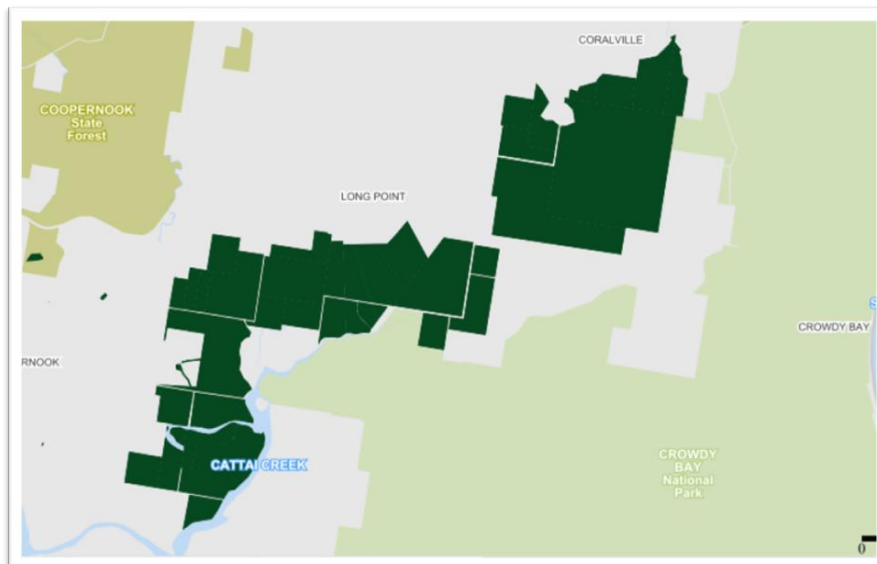 CORALVILLE
COOPERNOOK
State
Forest
LONG POINT
CROWDY BAY
RNOOK
CATTAI CREEK
CROWDY
BAY
National
Park
S
0